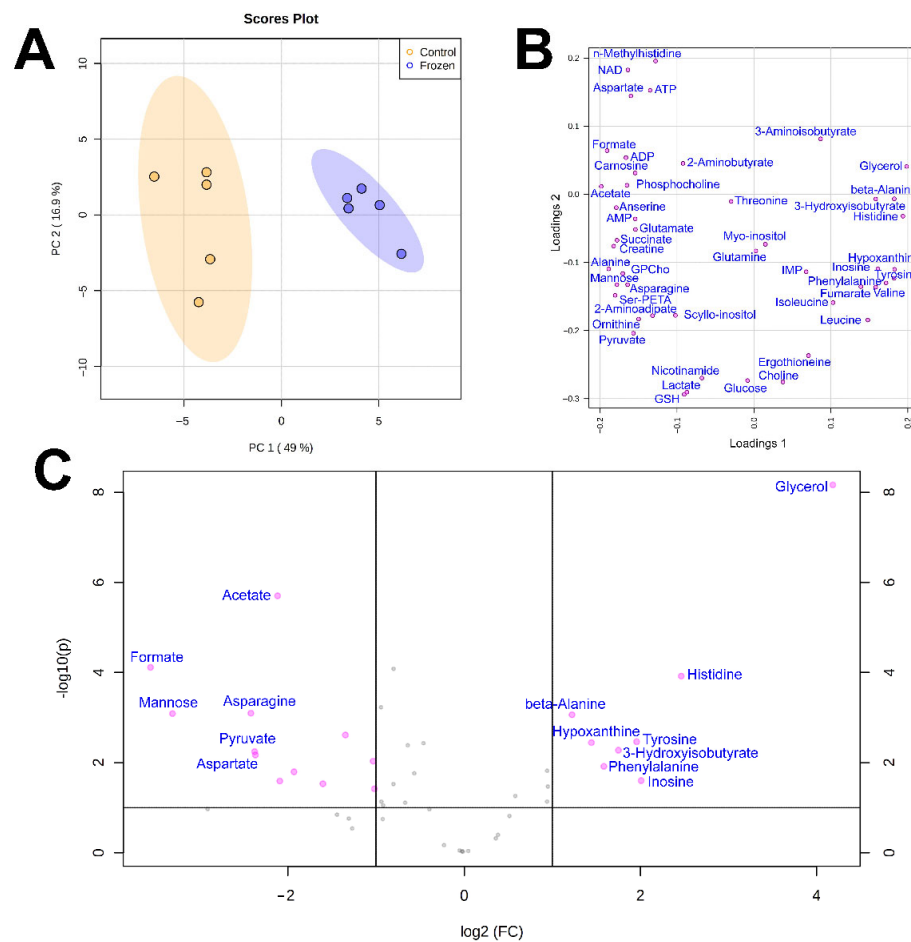 A
Scores Plot
Control
Frozen
10
5
0
−5
−10
PC 2 ( 16.9 %)
−5
0
5
PC 1 ( 49 %)
B
n-Methylhistidine
NAD
Aspartate
ATP
3-Aminoisobutyrate
Formate
ADP
Carnosine
2-Aminobutyrate
Glycerol
Acetate
Phosphocholine
beta-Alanin
Anserine
Threonine
3-Hydroxyisobutyrate
AMP
Histidine
Glutamate
Succinate
Myo-inositol
Creatine
Glutamine
Hypoxanthin
Alanine
GPCho
IMP
Inosine
Mannose
Tyrosin
Asparagine
Phenylalanine
Ser-PETA
Fumarate
Valine
2-Aminoadipate
Isoleucine
Ornithine
Scyllo-inositol
Leucine
Pyruvate
Ergothioneine
Nicotinamide
Choline
Lactate
Glucose
GSH
0.2
0.1
0.0
-0.1
-0.2
-0.3
Loadings 2
-0.2
-0.1
0.0
0.1
0.2
Loadings 1
C
8
6
4
2
0
-log10(p)
Glycerol
Acetate
Formate
Mannose
Asparagine
Pyruvate
Aspartate
Histidine
beta-Alanine
Hypoxanthine
Tyrosine
3-Hydroxyisobutyrate
Phenylalanine
Inosine
8
6
4
2
0
−2
0
2
4
log2 (FC)